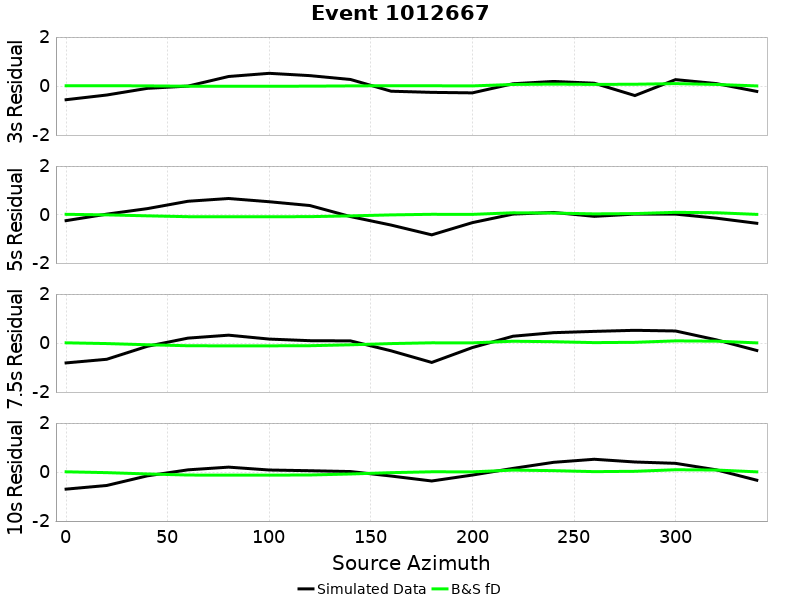 Event 1012667
3s Residual
2
0
-2
5s Residual
2
0
-2
7.5s Residual
2
0
-2
10s Residual
2
0
-2
0 50 100 150 200 250 300
Source Azimuth
Simulated Data B&S fD